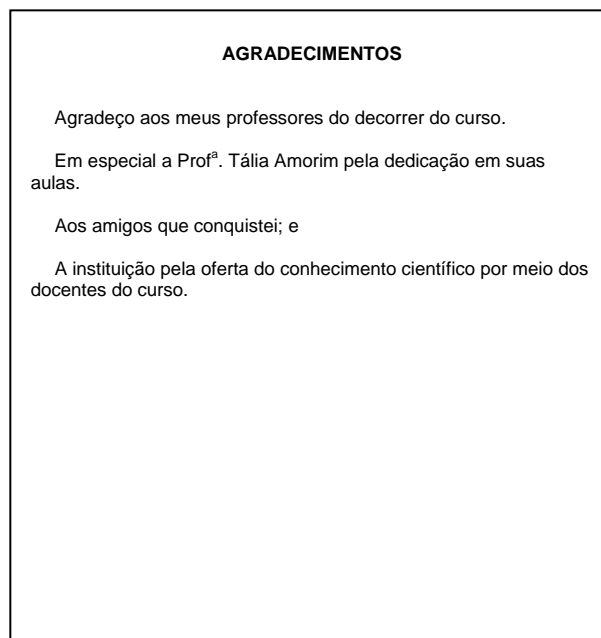 AGRADECIMENTOS
Agradeço aos meus professores do decorrer do curso.
Em especial a Profª. Tália Amorim pela dedicação em suas
aulas.
Aos amigos que conquistei; e
A instituição pela oferta do conhecimento científico por meio dos
docentes do curso.